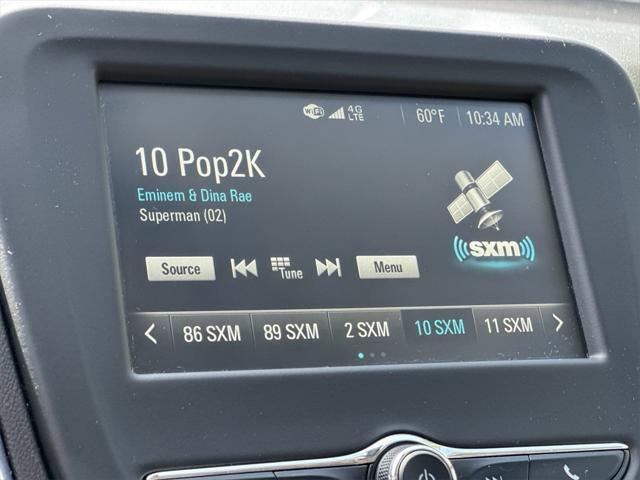 WiFi 4G LTE 60°F 10:34 AM
10 Pop2K
Eminem & Dina Rae
Superman (02)
sxm
Source Tune Menu
86 SXM 89 SXM 2 SXM 10 SXM 11 SXM